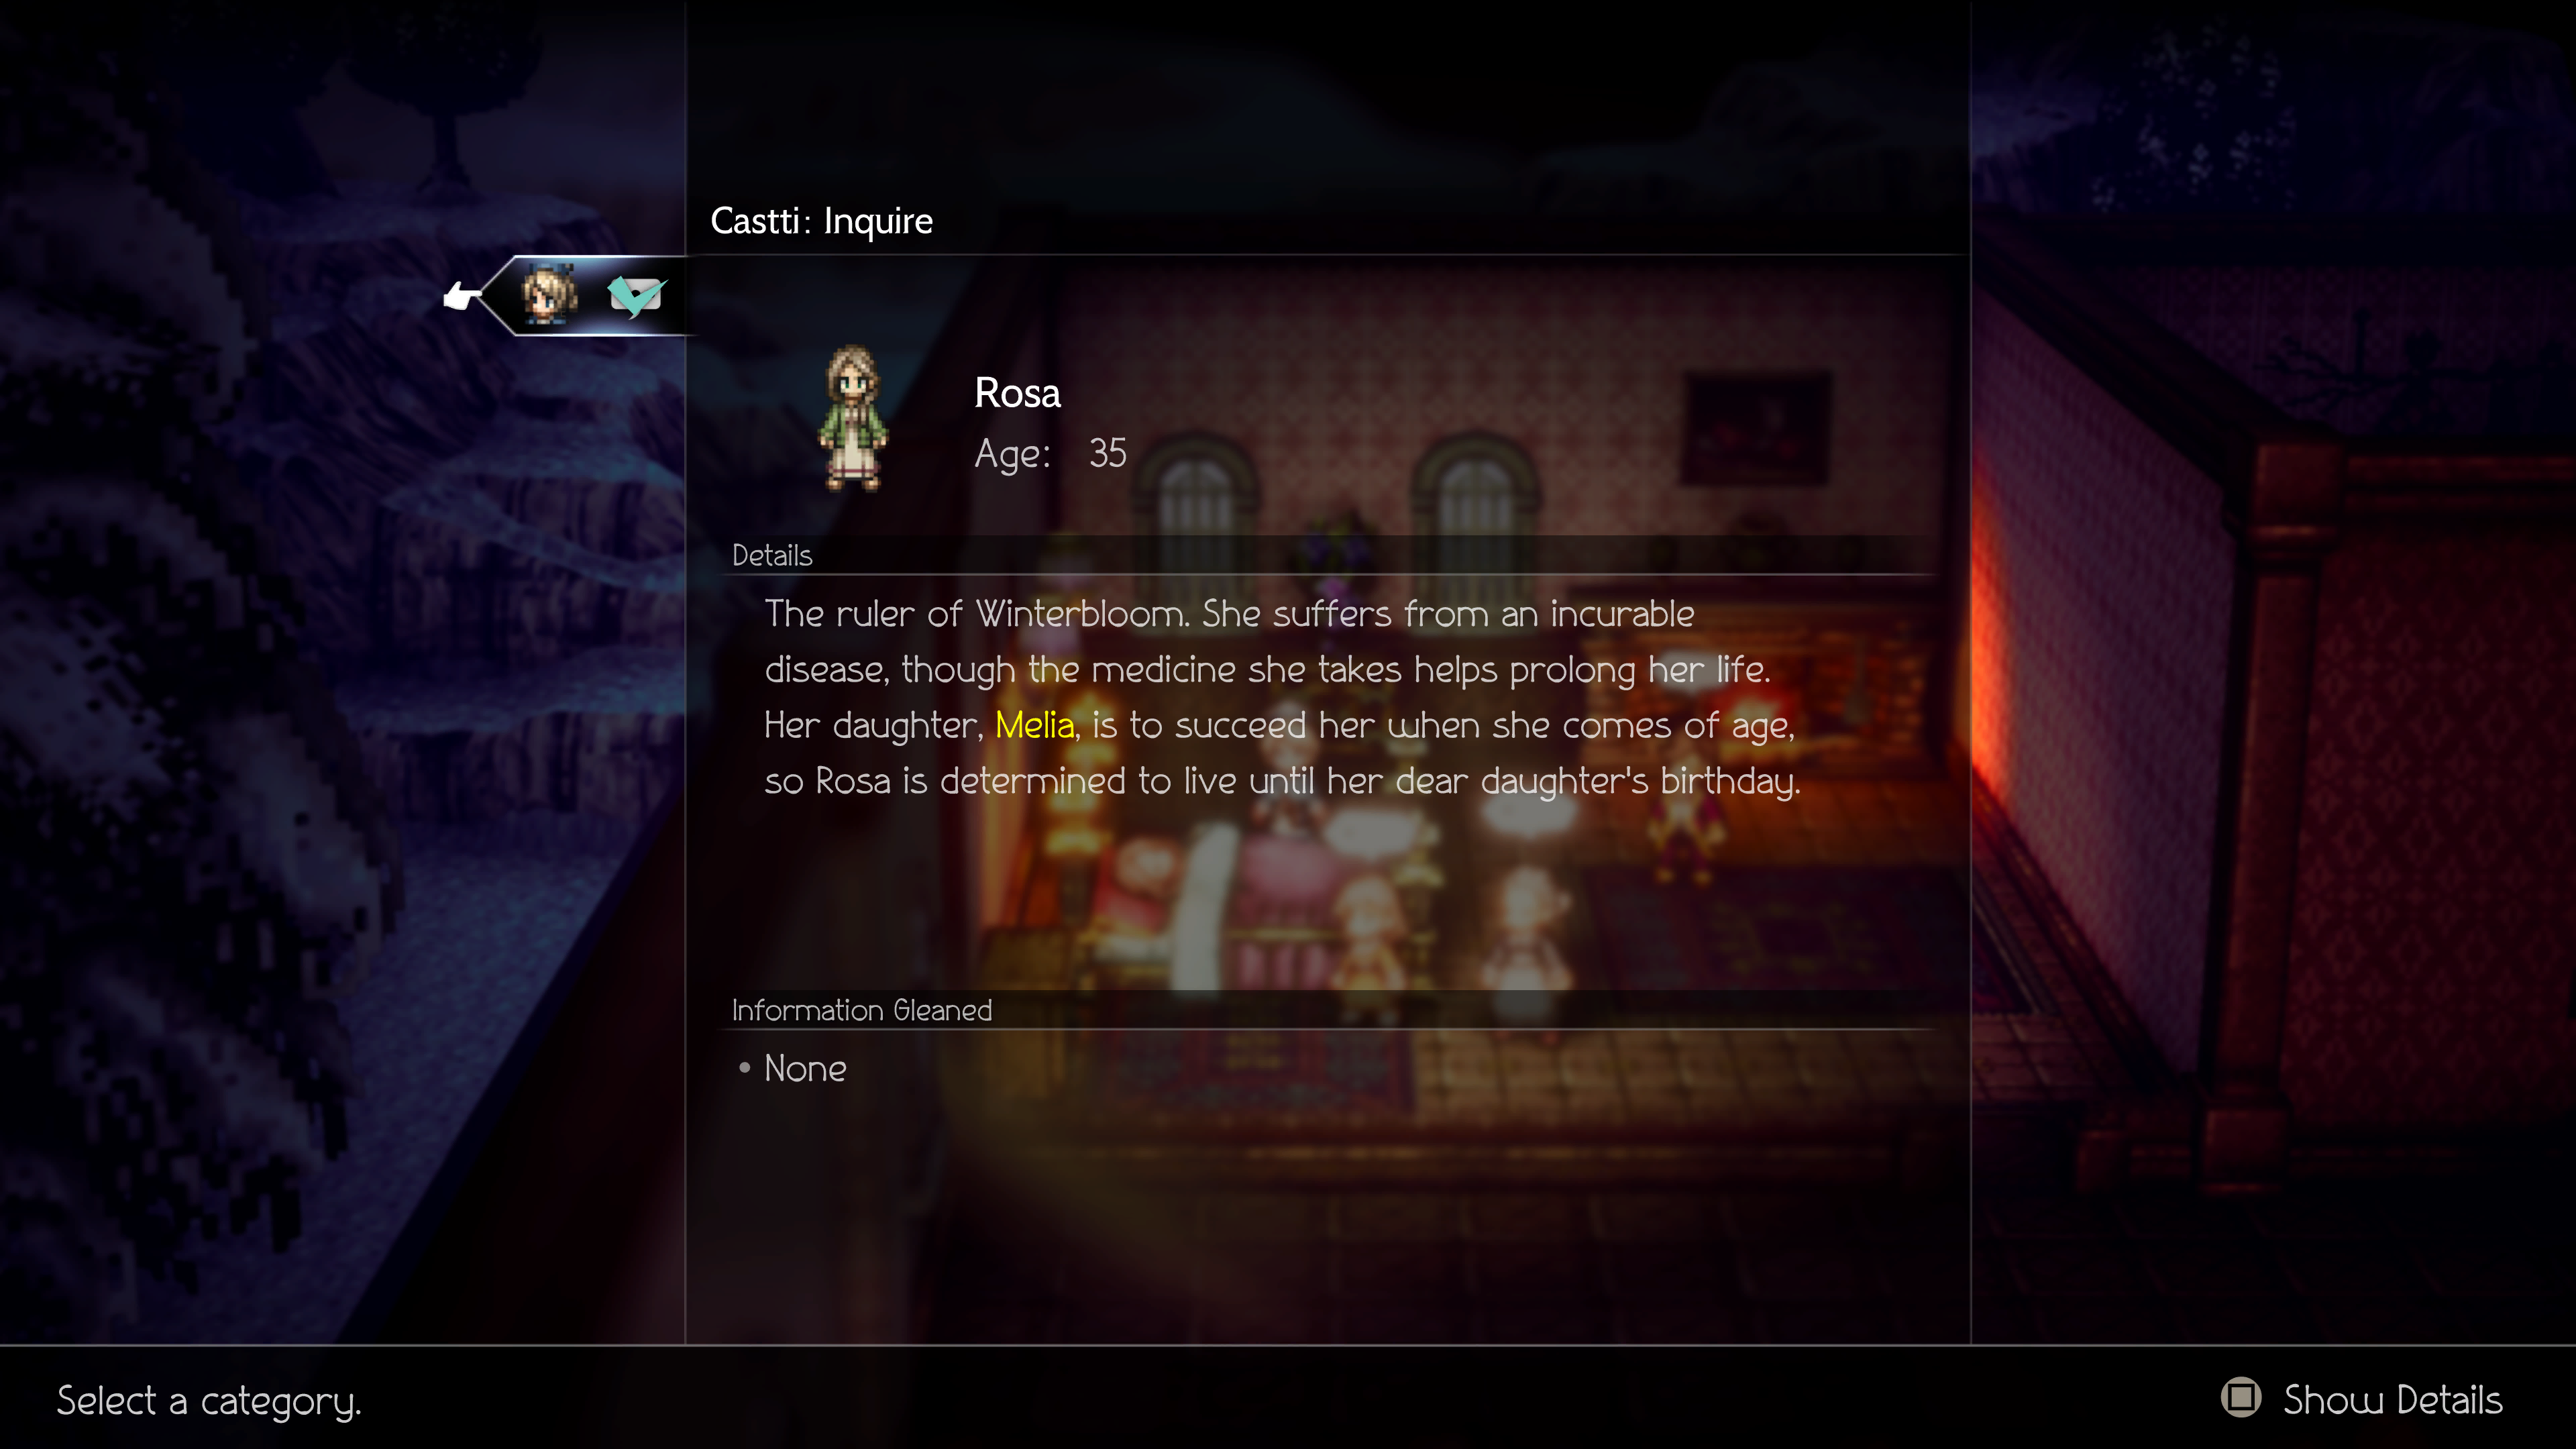 Castti: Inquire
Rosa
Age: 35
Details
The ruler of Winterbloom. She suffers from an incurable
disease, though the medicine she takes helps prolong her life.
Her daughter, Melia, is to succeed her when she comes of age,
so Rosa is determined to live until her dear daughter's birthday.
Information Gleaned
• None
Select a category.
Show Details